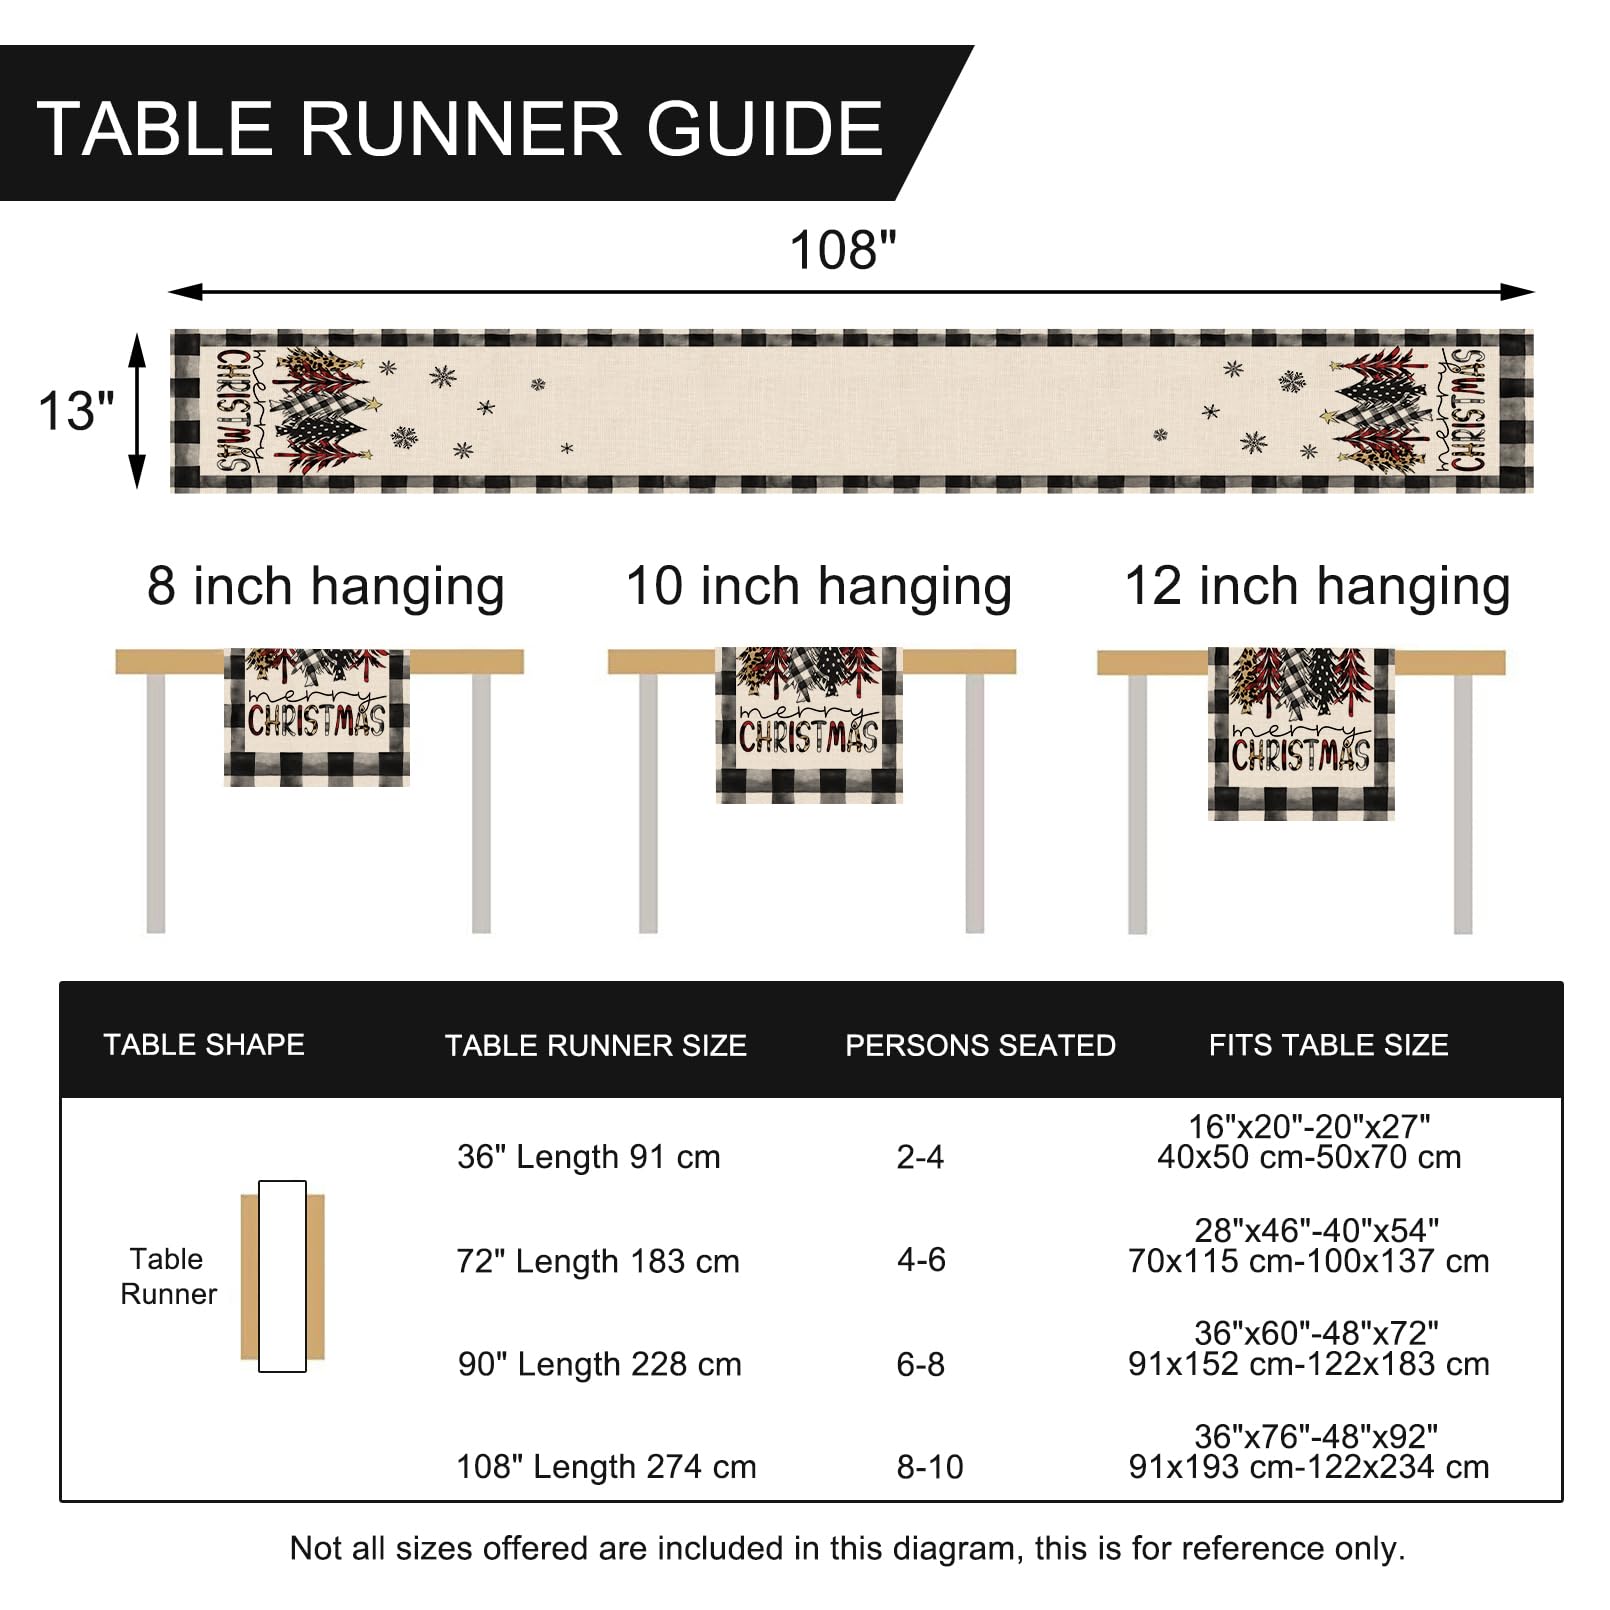 TABLE RUNNER GUIDE
108"
13"
merry
CHRISTMAS
merry
CHRISTMAS
8 inch hanging
10 inch hanging
12 inch hanging
merry
CHRISTMAS
merry
CHRISTMAS
merry
CHRISTMAS
TABLE SHAPE
TABLE RUNNER SIZE
PERSONS SEATED
FITS TABLE SIZE
Table
Runner
36" Length 91 cm
2-4
16"x20"-20"x27"
40x50 cm-50x70 cm
72" Length 183 cm
4-6
28"x46"-40"x54"
70x115 cm-100x137 cm
90" Length 228 cm
6-8
36"x60"-48"x72"
91x152 cm-122x183 cm
108" Length 274 cm
8-10
36"x76"-48"x92"
91x193 cm-122x234 cm
Not all sizes offered are included in this diagram, this is for reference only.